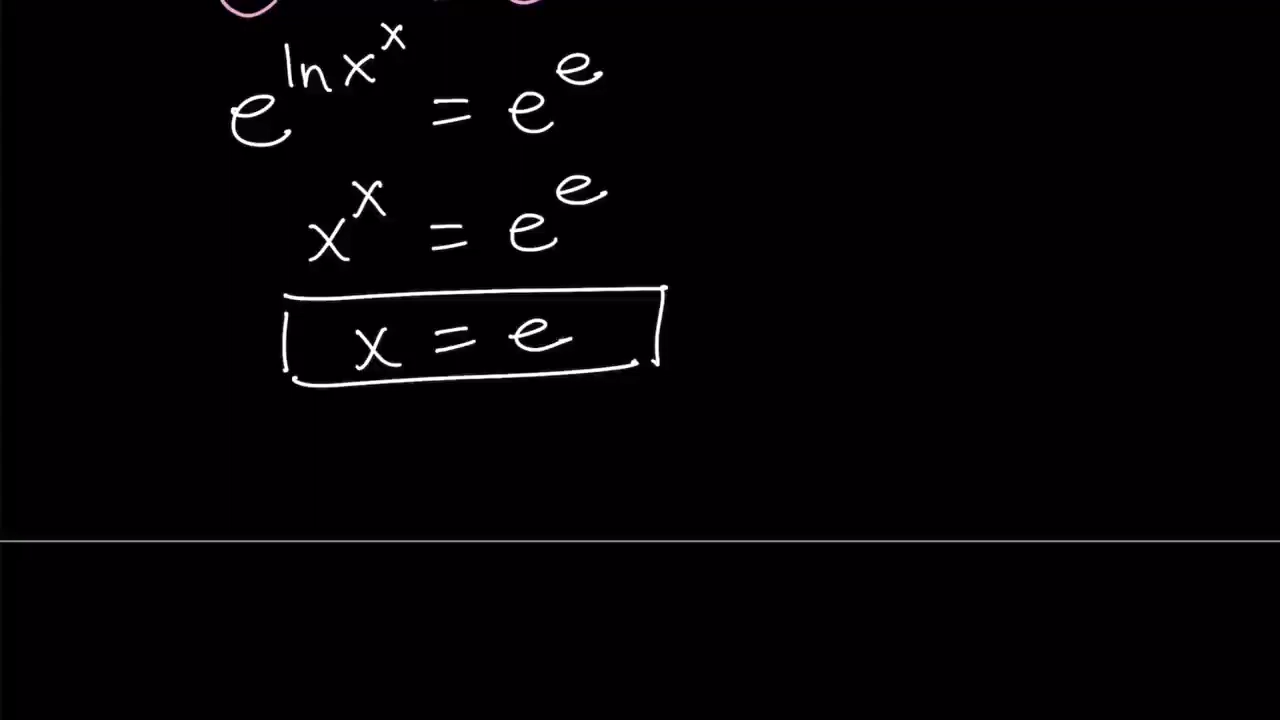 e^{ln x^x} = e^e
x^x = e^e
x = e